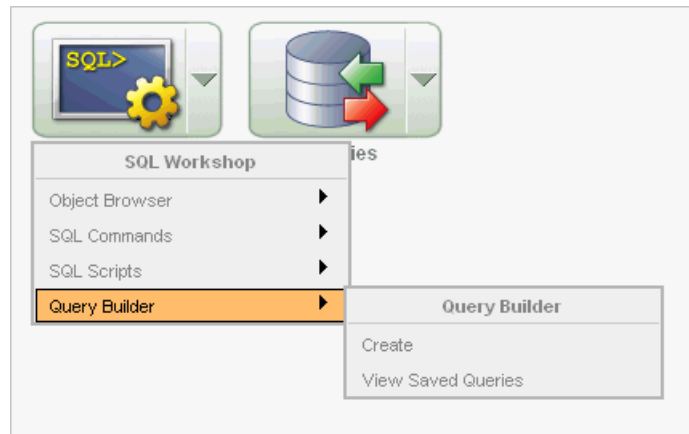 SQL>
SQL Workshop
ies
Object Browser
SQL Commands
SQL Scripts
Query Builder
Query Builder
Create
View Saved Queries